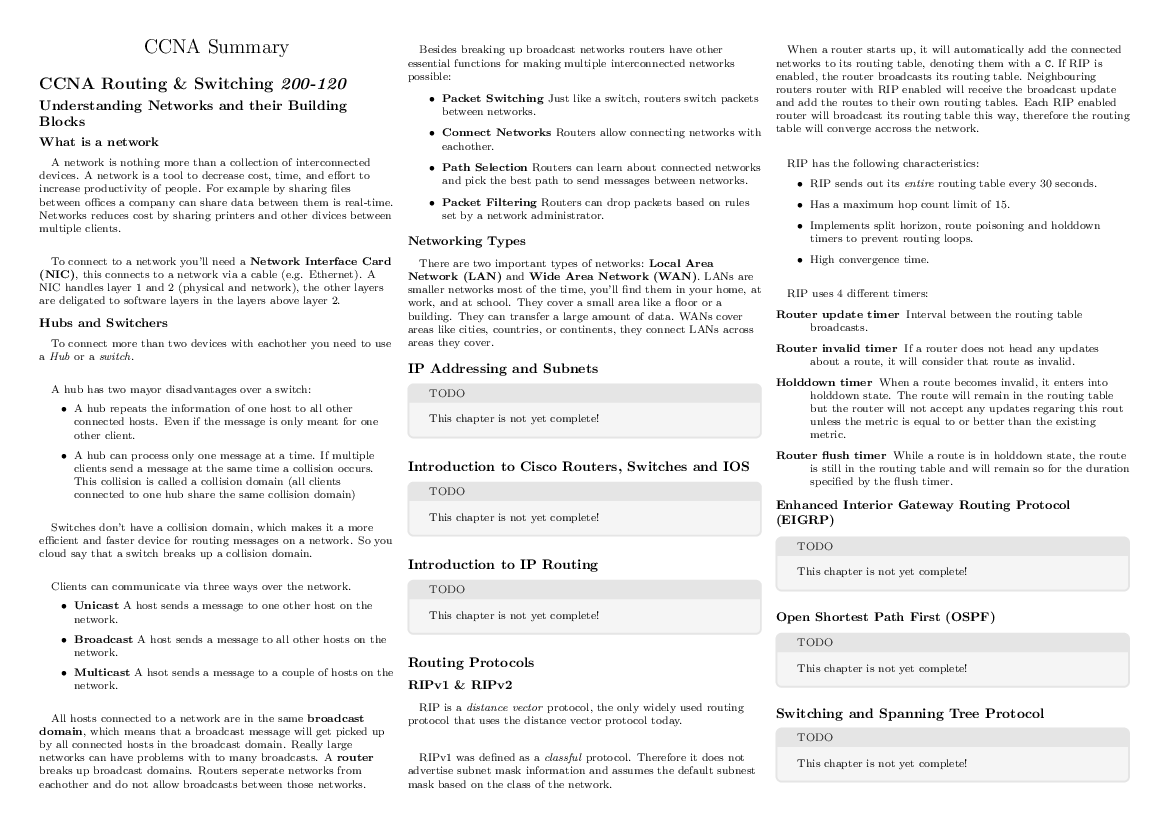 CCNA Summary
CCNA Routing & Switching 200-120
Understanding Networks and their Building
Blocks
What is a network
A network is nothing more than a collection of interconnected
devices. A network is a tool to decrease cost, time, and effort to
increase productivity of people. For example by sharing files
between offices a company can share data between them is real-time.
Networks reduces cost by sharing printers and other divices between
multiple clients.
To connect to a network you'll need a Network Interface Card
(NIC), this connects to a network via a cable (e.g. Ethernet). A
NIC handles layer 1 and 2 (physical and network), the other layers
are deligated to software layers in the layers above layer 2.
Hubs and Switchers
To connect more than two devices with eachother you need to use
a Hub or a switch.
A hub has two mayor disadvantages over a switch:
• A hub repeats the information of one host to all other
connected hosts. Even if the message is only meant for one
other client.
• A hub can process only one message at a time. If multiple
clients send a message at the same time a collision occurs.
This collision is called a collision domain (all clients
connected to one hub share the same collision domain)
Switches don't have a collision domain, which makes it a more
efficient and faster device for routing messages on a network. So you
cloud say that a switch breaks up a collision domain.
Clients can communicate via three ways over the network.
• Unicast A host sends a message to one other host on the
network.
• Broadcast A host sends a message to all other hosts on the
network.
• Multicast A hsot sends a message to a couple of hosts on the
network.
All hosts connected to a network are in the same broadcast
domain, which means that a broadcast message will get picked up
by all connected hosts in the broadcast domain. Really large
networks can have problems with to many broadcasts. A router
breaks up broadcast domains. Routers seperate networks from
eachother and do not allow broadcasts between those networks.
Besides breaking up broadcast networks routers have other
essential functions for making multiple interconnected networks
possible:
• Packet Switching Just like a switch, routers switch packets
between networks.
• Connect Networks Routers allow connecting networks with
eachother.
• Path Selection Routers can learn about connected networks
and pick the best path to send messages between networks.
• Packet Filtering Routers can drop packets based on rules
set by a network administrator.
Networking Types
There are two important types of networks: Local Area
Network (LAN) and Wide Area Network (WAN). LANs are
smaller networks most of the time, you'll find them in your home, at
work, and at school. They cover a small area like a floor or a
building. They can transfer a large amount of data. WANs cover
areas like cities, countries, or continents, they connect LANs across
areas they cover.
IP Addressing and Subnets
TODO
This chapter is not yet complete!
Introduction to Cisco Routers, Switches and IOS
TODO
This chapter is not yet complete!
Introduction to IP Routing
TODO
This chapter is not yet complete!
Routing Protocols
RIPv1 & RIPv2
RIP is a distance vector protocol, the only widely used routing
protocol that uses the distance vector protocol today.
RIPv1 was defined as a classful protocol. Therefore it does not
advertise subnet mask information and assumes the default subnest
mask based on the class of the network.
When a router starts up, it will automatically add the connected
networks to its routing table, denoting them with a C. If RIP is
enabled, the router broadcasts its routing table. Neighbouring
routers router with RIP enabled will receive the broadcast update
and add the routes to their own routing tables. Each RIP enabled
router will broadcast its routing table this way, therefore the routing
table will converge accross the network.
RIP has the following characteristics:
• RIP sends out its entire routing table every 30 seconds.
• Has a maximum hop count limit of 15.
• Implements split horizon, route poisoning and holddown
timers to prevent routing loops.
• High convergence time.
RIP uses 4 different timers:
Router update timer Interval between the routing table
broadcasts.
Router invalid timer If a router does not head any updates
about a route, it will consider that route as invalid.
Holddown timer When a route becomes invalid, it enters into
holddown state. The route will remain in the routing table
but the router will not accept any updates regaring this rout
unless the metric is equal to or better than the existing
metric.
Router flush timer While a route is in holddown state, the route
is still in the routing table and will remain so for the duration
specified by the flush timer.
Enhanced Interior Gateway Routing Protocol
(EIGRP)
TODO
This chapter is not yet complete!
Open Shortest Path First (OSPF)
TODO
This chapter is not yet complete!
Switching and Spanning Tree Protocol
TODO
This chapter is not yet complete!